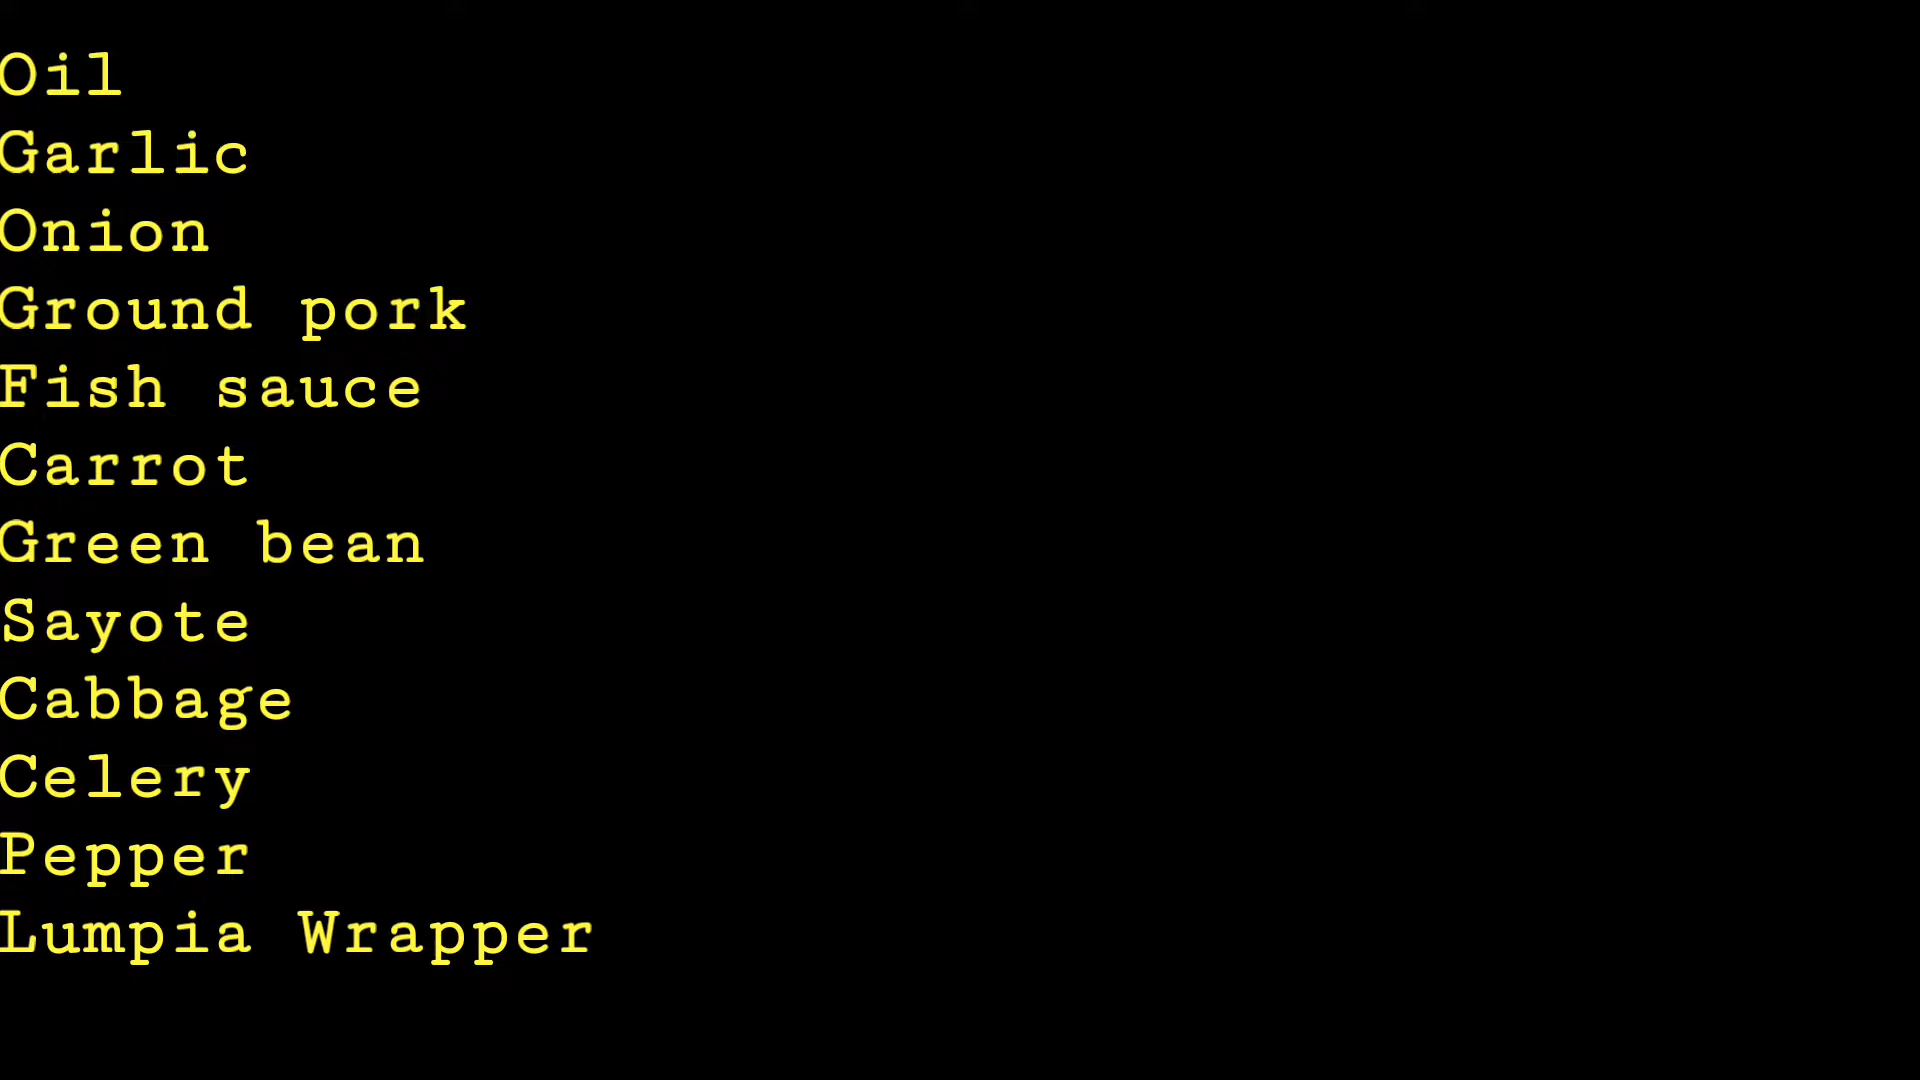 Oil
Garlic
Onion
Ground pork
Fish sauce
Carrot
Green bean
Sayote
Cabbage
Celery
Pepper
Lumpia Wrapper